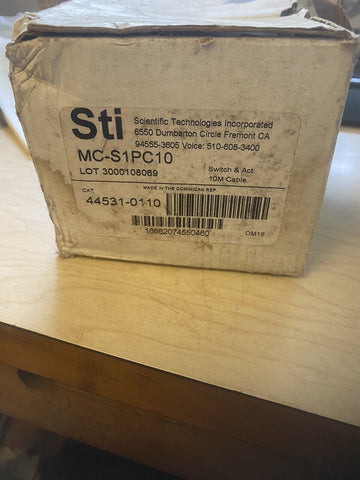 Sti
Scientific Technologies Incorporated
6550 Dumbarton Circle Fremont CA
94555-3605 Voice: 510-608-3400
MC-S1PC10
LOT 3000108069
Switch & Act
10M Cable
MADE IN THE DOMINICAN REP.
CAT
44531-0110
10662074550460
OM16